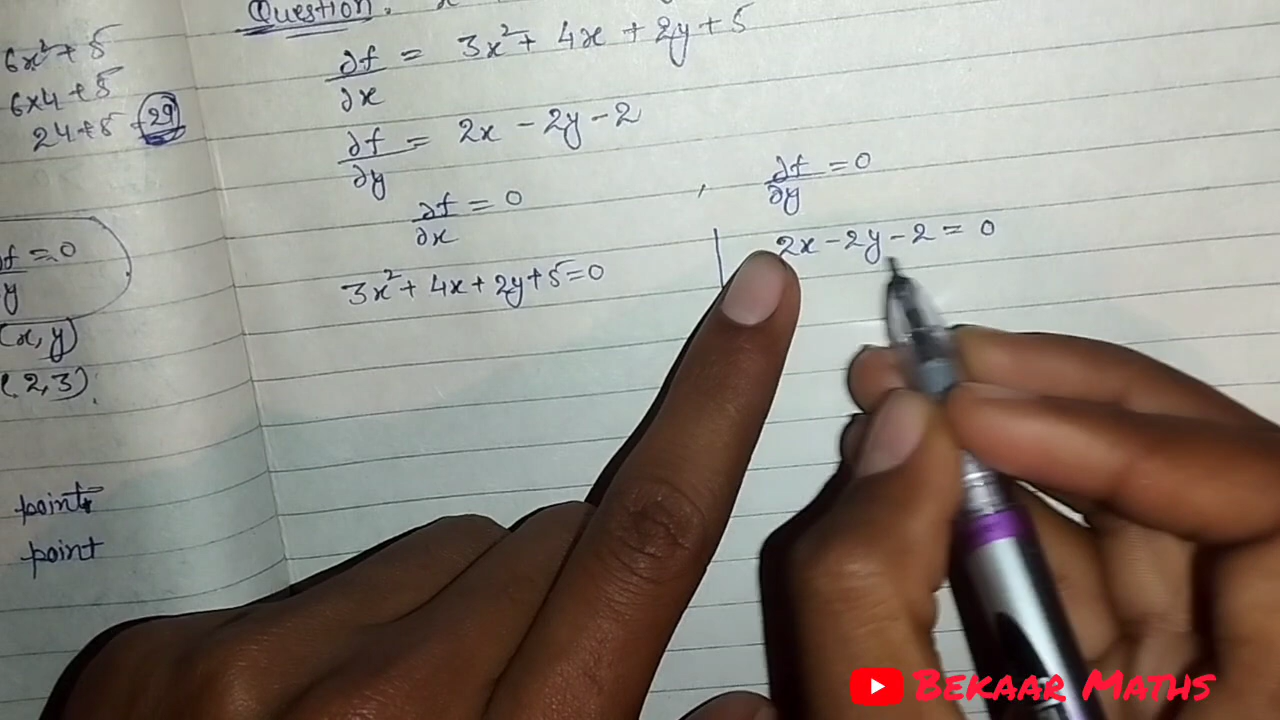 6x² + 5
6x4 + 5
24+5 = 29
∂f = 0
y
(x, y)
(2,3)
point
point
Question.
∂f/∂x = 3x² + 4x + 2y + 5
∂f/∂y = 2x - 2y - 2
∂f/∂x = 0 , ∂f/∂y = 0
3x² + 4x + 2y + 5 = 0 | 2x - 2y - 2 = 0
BEKAAR MATHS